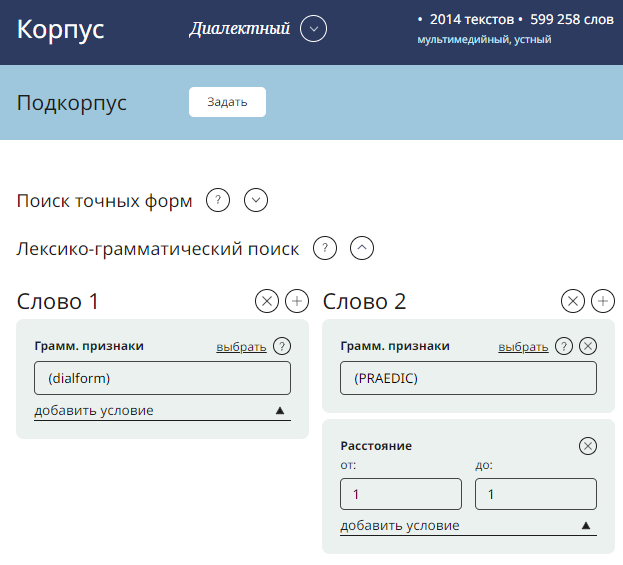 Корпус
Диалектный
• 2014 текстов • 599 258 слов
мультимедийный, устный
Подкорпус
Задать
Поиск точных форм ?
Лексико-грамматический поиск ?
Слово 1
Грамм. признаки выбрать ?
(dialform)
добавить условие
Слово 2
Грамм. признаки выбрать ?
(PRAEDIC)
Расстояние
от: до:
1 1
добавить условие